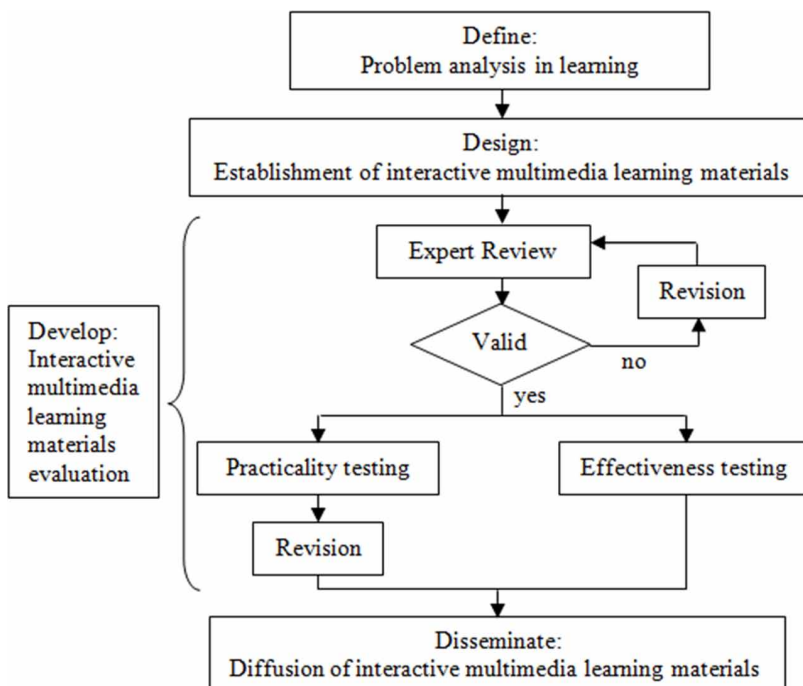 Define:
Problem analysis in learning
Design:
Establishment of interactive multimedia learning materials
Expert Review
Revision
Develop:
Interactive
multimedia
learning
materials
evaluation
Valid
no
yes
Practicality testing
Effectiveness testing
Revision
Disseminate:
Diffusion of interactive multimedia learning materials